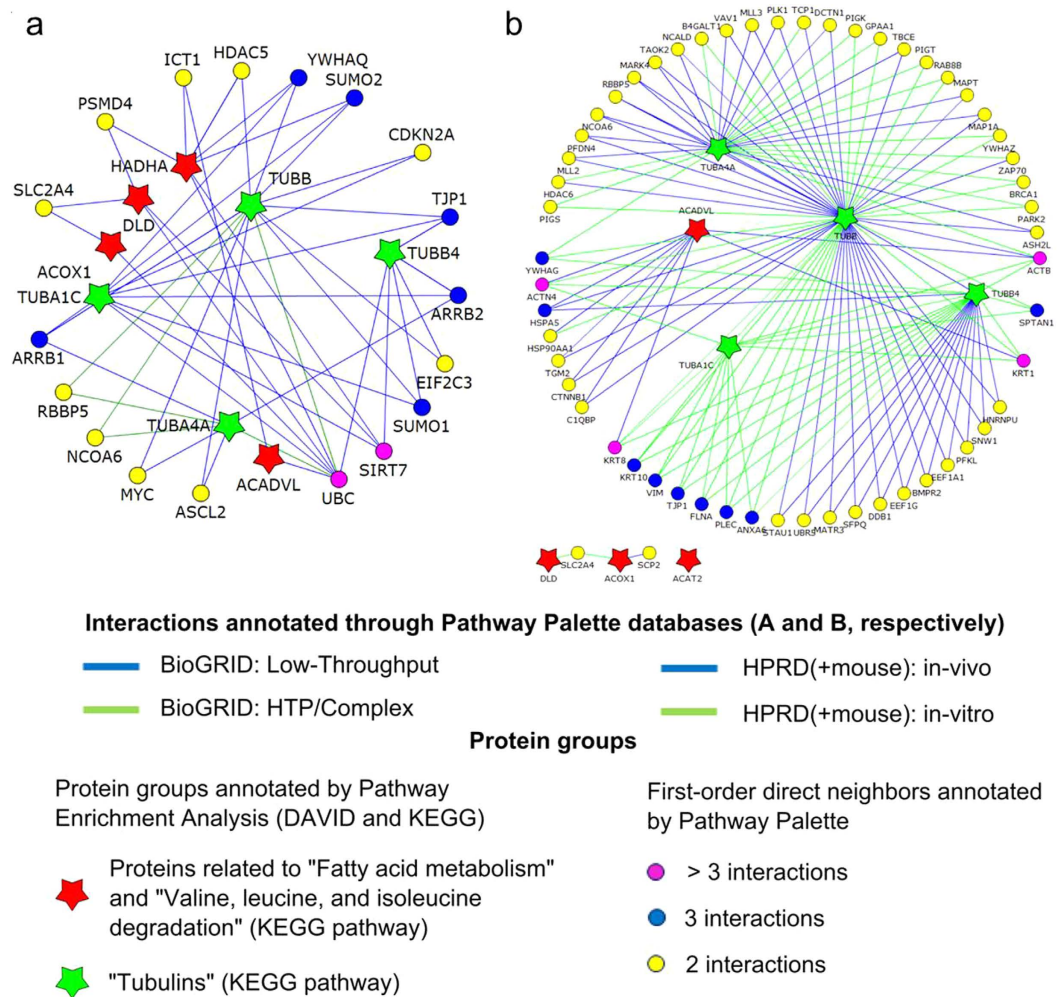 a
b
ICT1
HDAC5
YWHAQ
SUMO2
PSMD4
CDKN2A
HADHA
TUBB
SLC2A4
TJP1
DLD
TUBB4
ACOX1
TUBA1C
ARRB2
ARRB1
EIF2C3
RBBP5
SUMO1
TUBA4A
NCOA6
SIRT7
MYC
ACADVL
UBC
ASCL2
PLK1
TCP1
MLL3
DCTN1
VAV1
PIGK
B4GALT1
GPAA1
NCALD
TBCE
TAOK2
PIGT
MARK4
RAB8B
RBBP5
MAPT
NCOA6
MAP1A
PFDN4
YWHAZ
MLL2
ZAP70
HDAC6
BRCA1
PIGS
PARK2
TUBA4A
ASH2L
ACADVL
TUBB
YWHAG
ACTB
ACTN4
TUBB4
HSPA5
SPTAN1
HSP90AA1
TUBA1C
TGM2
KRT1
CTNNB1
C1QBP
HNRNPU
KRT8
SNW1
KRT10
PFKL
VIM
EEF1A1
TJP1
BMPR2
FLNA
EEF1G
PLEC
DDB1
ANXA6
STAU1
UBR5
MATR3
SFPQ
SLC2A4
SCP2
DLD
ACOX1
ACAT2
Interactions annotated through Pathway Palette databases (A and B, respectively)
BioGRID: Low-Throughput
HPRD(+mouse): in-vivo
BioGRID: HTP/Complex
HPRD(+mouse): in-vitro
Protein groups
Protein groups annotated by Pathway
Enrichment Analysis (DAVID and KEGG)
Proteins related to "Fatty acid metabolism"
and "Valine, leucine, and isoleucine
degradation" (KEGG pathway)
"Tubulins" (KEGG pathway)
First-order direct neighbors annotated
by Pathway Palette
> 3 interactions
3 interactions
2 interactions